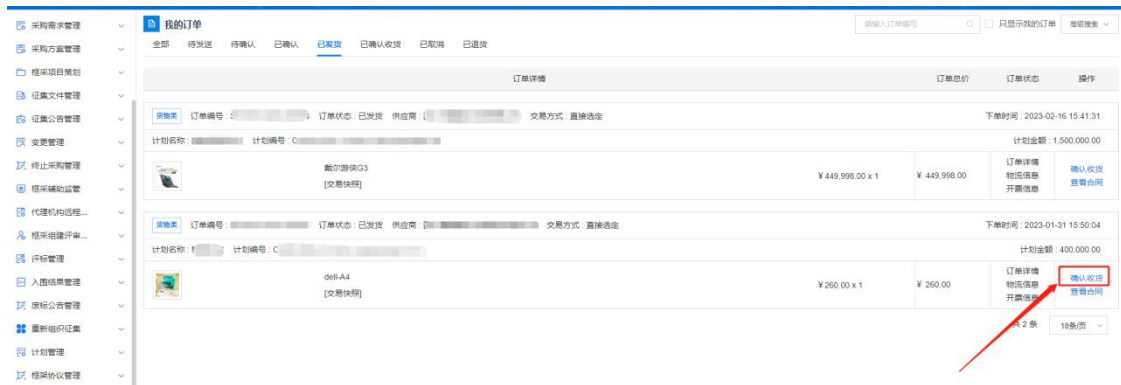 采购需求管理
采购方案管理
框采项目策划
征集文件管理
征集公告管理
变更管理
终止采购管理
框采辅助监管
代理机构远程...
框采组建评审...
评标管理
入围结果管理
废标公告管理
重新组织征集
计划管理
框架协议管理
我的订单
请输入订单编号
只显示我的订单
高级搜索
全部 待发送 待确认 已确认 已发货 已确认收货 已取消 已退货
订单详情 订单总价 订单状态 操作
货物类 订单编号： 订单状态：已发货 供应商： 交易方式：直接选定 下单时间：2023-02-16 15:41:31
计划名称： 计划编号： 计划金额：1,500,000.00
戴尔游侠G3
[交易快照]
¥449,998.00 x 1
¥ 449,998.00
订单详情
物流信息
开票信息
确认收货
查看合同
货物类 订单编号： 订单状态：已发货 供应商： 交易方式：直接选定 下单时间：2023-01-31 15:50:04
计划名称： 计划编号： 计划金额：400,000.00
dell-A4
[交易快照]
¥260.00 x 1
¥ 260.00
订单详情
物流信息
开票信息
确认收货
查看合同
共 2 条
10条/页